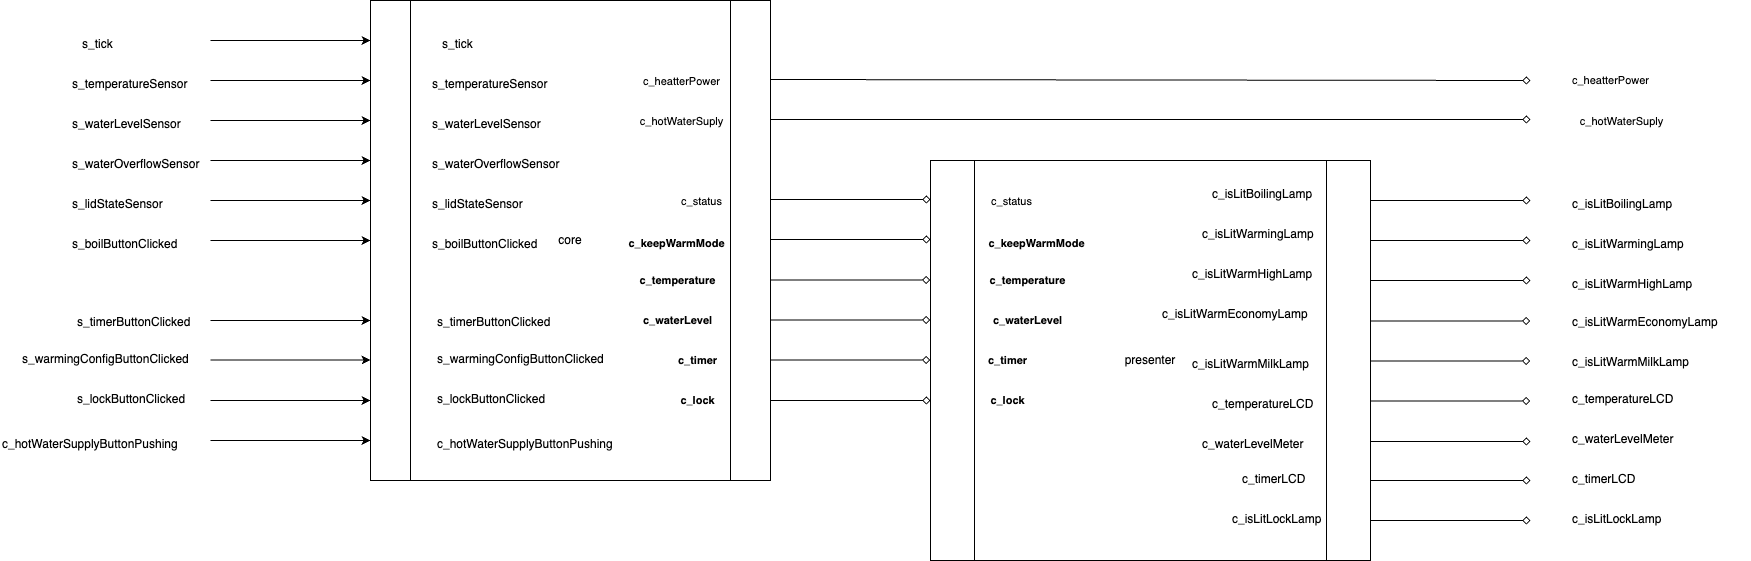 s_tick
s_temperatureSensor
s_waterLevelSensor
s_waterOverflowSensor
s_lidStateSensor
s_boilButtonClicked
s_timerButtonClicked
s_warmingConfigButtonClicked
s_lockButtonClicked
c_hotWaterSupplyButtonPushing
s_tick
s_temperatureSensor
s_waterLevelSensor
s_waterOverflowSensor
s_lidStateSensor
s_boilButtonClicked
s_timerButtonClicked
s_warmingConfigButtonClicked
s_lockButtonClicked
c_hotWaterSupplyButtonPushing
core
c_heatterPower
c_hotWaterSuply
c_status
c_keepWarmMode
c_temperature
c_waterLevel
c_timer
c_lock
c_status
c_keepWarmMode
c_temperature
c_waterLevel
c_timer
c_lock
presenter
c_isLitBoilingLamp
c_isLitWarmingLamp
c_isLitWarmHighLamp
c_isLitWarmEconomyLamp
c_isLitWarmMilkLamp
c_temperatureLCD
c_waterLevelMeter
c_timerLCD
c_isLitLockLamp
c_heatterPower
c_hotWaterSuply
c_isLitBoilingLamp
c_isLitWarmingLamp
c_isLitWarmHighLamp
c_isLitWarmEconomyLamp
c_isLitWarmMilkLamp
c_temperatureLCD
c_waterLevelMeter
c_timerLCD
c_isLitLockLamp